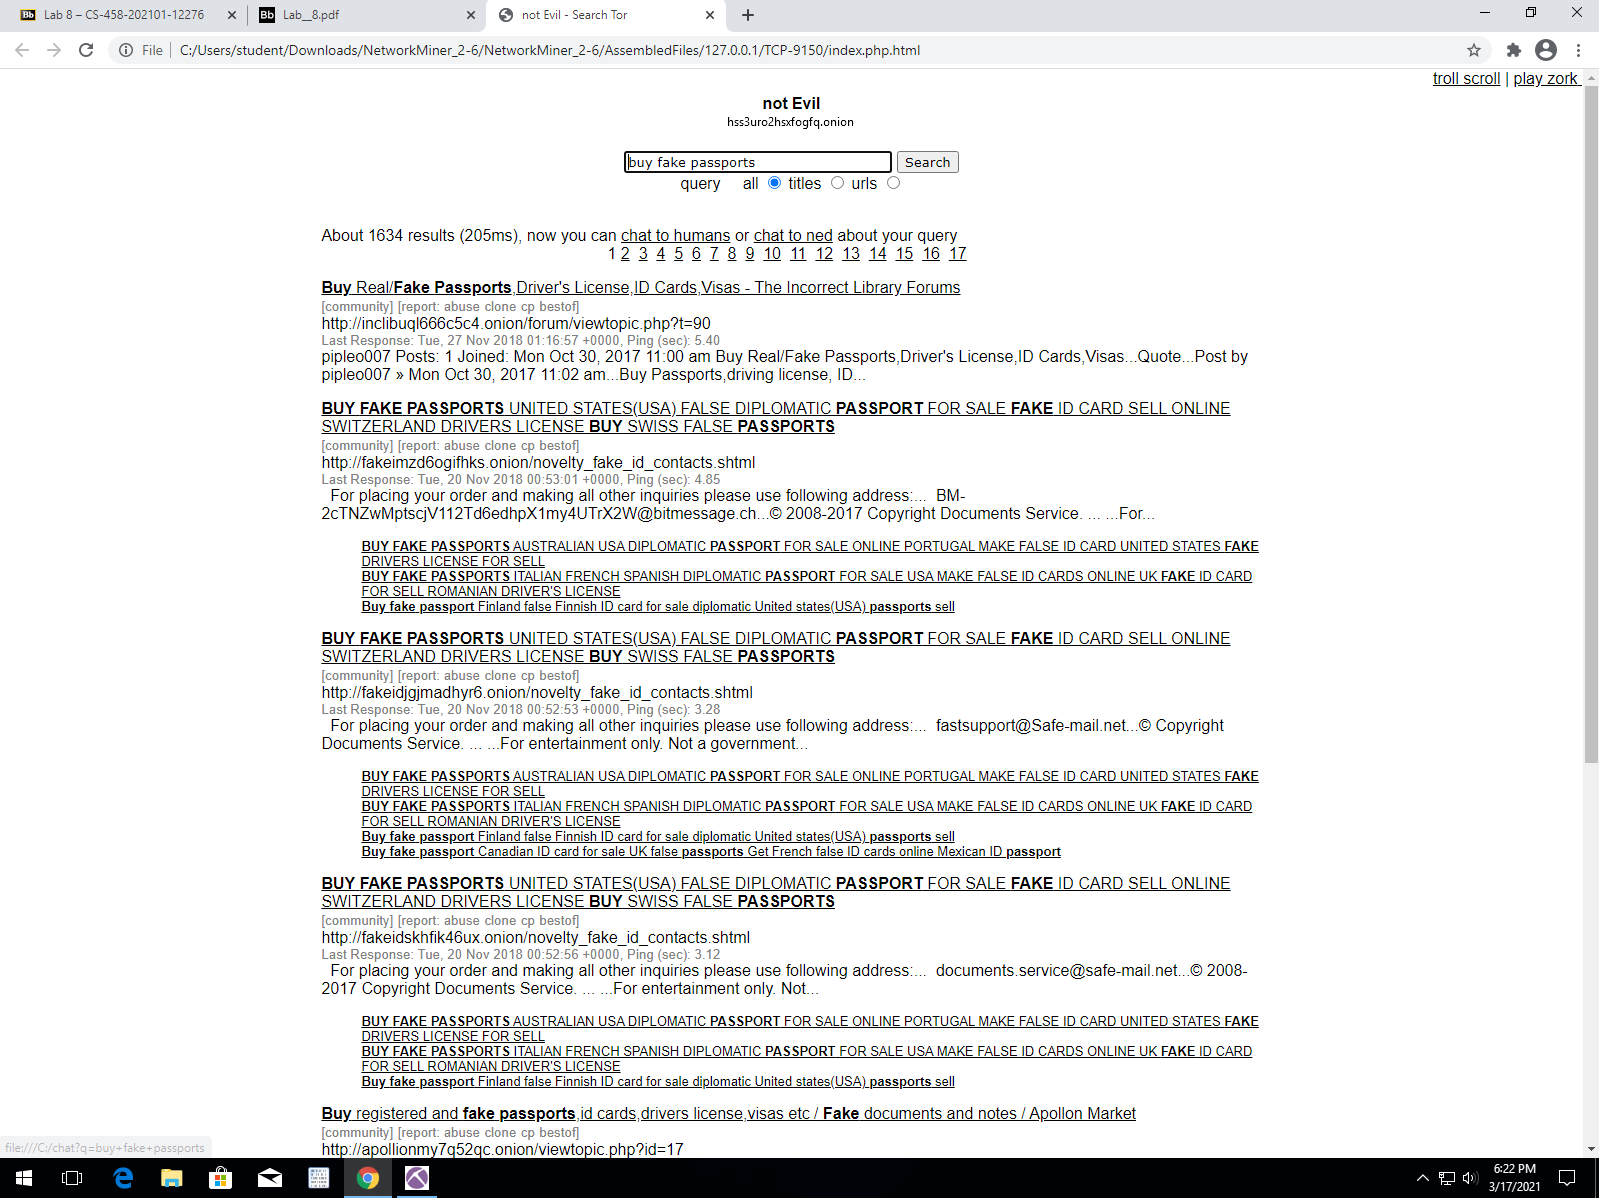 Lab 8 – CS-458-202101-12276
Lab__8.pdf
not Evil - Search Tor
File
C:/Users/student/Downloads/NetworkMiner_2-6/NetworkMiner_2-6/AssembledFiles/127.0.0.1/TCP-9150/index.php.html
troll scroll | play zork
not Evil
hss3uro2hsxfogfq.onion
buy fake passports Search
query all titles urls
About 1634 results (205ms), now you can chat to humans or chat to ned about your query
1 2 3 4 5 6 7 8 9 10 11 12 13 14 15 16 17
Buy Real/Fake Passports,Driver's License,ID Cards,Visas - The Incorrect Library Forums
[community] [report: abuse clone cp bestof]
http://inclibuql666c5c4.onion/forum/viewtopic.php?t=90
Last Response: Tue, 27 Nov 2018 01:16:57 +0000, Ping (sec): 5.40
pipleo007 Posts: 1 Joined: Mon Oct 30, 2017 11:00 am Buy Real/Fake Passports,Driver's License,ID Cards,Visas...Quote...Post by
pipleo007 » Mon Oct 30, 2017 11:02 am...Buy Passports,driving license, ID...
BUY FAKE PASSPORTS UNITED STATES(USA) FALSE DIPLOMATIC PASSPORT FOR SALE FAKE ID CARD SELL ONLINE
SWITZERLAND DRIVERS LICENSE BUY SWISS FALSE PASSPORTS
[community] [report: abuse clone cp bestof]
http://fakeimzd6ogifhks.onion/novelty_fake_id_contacts.shtml
Last Response: Tue, 20 Nov 2018 00:53:01 +0000, Ping (sec): 4.85
For placing your order and making all other inquiries please use following address:... BM-
2cTNZwMptscjV112Td6edhpX1my4UTrX2W@bitmessage.ch...© 2008-2017 Copyright Documents Service. ... ...For...
BUY FAKE PASSPORTS AUSTRALIAN USA DIPLOMATIC PASSPORT FOR SALE ONLINE PORTUGAL MAKE FALSE ID CARD UNITED STATES FAKE
DRIVERS LICENSE FOR SELL
BUY FAKE PASSPORTS ITALIAN FRENCH SPANISH DIPLOMATIC PASSPORT FOR SALE USA MAKE FALSE ID CARDS ONLINE UK FAKE ID CARD
FOR SELL ROMANIAN DRIVER'S LICENSE
Buy fake passport Finland false Finnish ID card for sale diplomatic United states(USA) passports sell
BUY FAKE PASSPORTS UNITED STATES(USA) FALSE DIPLOMATIC PASSPORT FOR SALE FAKE ID CARD SELL ONLINE
SWITZERLAND DRIVERS LICENSE BUY SWISS FALSE PASSPORTS
[community] [report: abuse clone cp bestof]
http://fakeidjgjmadhyr6.onion/novelty_fake_id_contacts.shtml
Last Response: Tue, 20 Nov 2018 00:52:53 +0000, Ping (sec): 3.28
For placing your order and making all other inquiries please use following address:... fastsupport@Safe-mail.net...© Copyright
Documents Service. ... ...For entertainment only. Not a government...
BUY FAKE PASSPORTS AUSTRALIAN USA DIPLOMATIC PASSPORT FOR SALE ONLINE PORTUGAL MAKE FALSE ID CARD UNITED STATES FAKE
DRIVERS LICENSE FOR SELL
BUY FAKE PASSPORTS ITALIAN FRENCH SPANISH DIPLOMATIC PASSPORT FOR SALE USA MAKE FALSE ID CARDS ONLINE UK FAKE ID CARD
FOR SELL ROMANIAN DRIVER'S LICENSE
Buy fake passport Finland false Finnish ID card for sale diplomatic United states(USA) passports sell
Buy fake passport Canadian ID card for sale UK false passports Get French false ID cards online Mexican ID passport
BUY FAKE PASSPORTS UNITED STATES(USA) FALSE DIPLOMATIC PASSPORT FOR SALE FAKE ID CARD SELL ONLINE
SWITZERLAND DRIVERS LICENSE BUY SWISS FALSE PASSPORTS
[community] [report: abuse clone cp bestof]
http://fakeidskhfik46ux.onion/novelty_fake_id_contacts.shtml
Last Response: Tue, 20 Nov 2018 00:52:56 +0000, Ping (sec): 3.12
For placing your order and making all other inquiries please use following address:... documents.service@safe-mail.net...© 2008-
2017 Copyright Documents Service. ... ...For entertainment only. Not...
BUY FAKE PASSPORTS AUSTRALIAN USA DIPLOMATIC PASSPORT FOR SALE ONLINE PORTUGAL MAKE FALSE ID CARD UNITED STATES FAKE
DRIVERS LICENSE FOR SELL
BUY FAKE PASSPORTS ITALIAN FRENCH SPANISH DIPLOMATIC PASSPORT FOR SALE USA MAKE FALSE ID CARDS ONLINE UK FAKE ID CARD
FOR SELL ROMANIAN DRIVER'S LICENSE
Buy fake passport Finland false Finnish ID card for sale diplomatic United states(USA) passports sell
Buy registered and fake passports,id cards,drivers license,visas etc / Fake documents and notes / Apollon Market
[community] [report: abuse clone cp bestof]
http://apollionmy7q52qc.onion/viewtopic.php?id=17
file:///C:/chat?q=buy+fake+passports
6:22 PM
3/17/2021